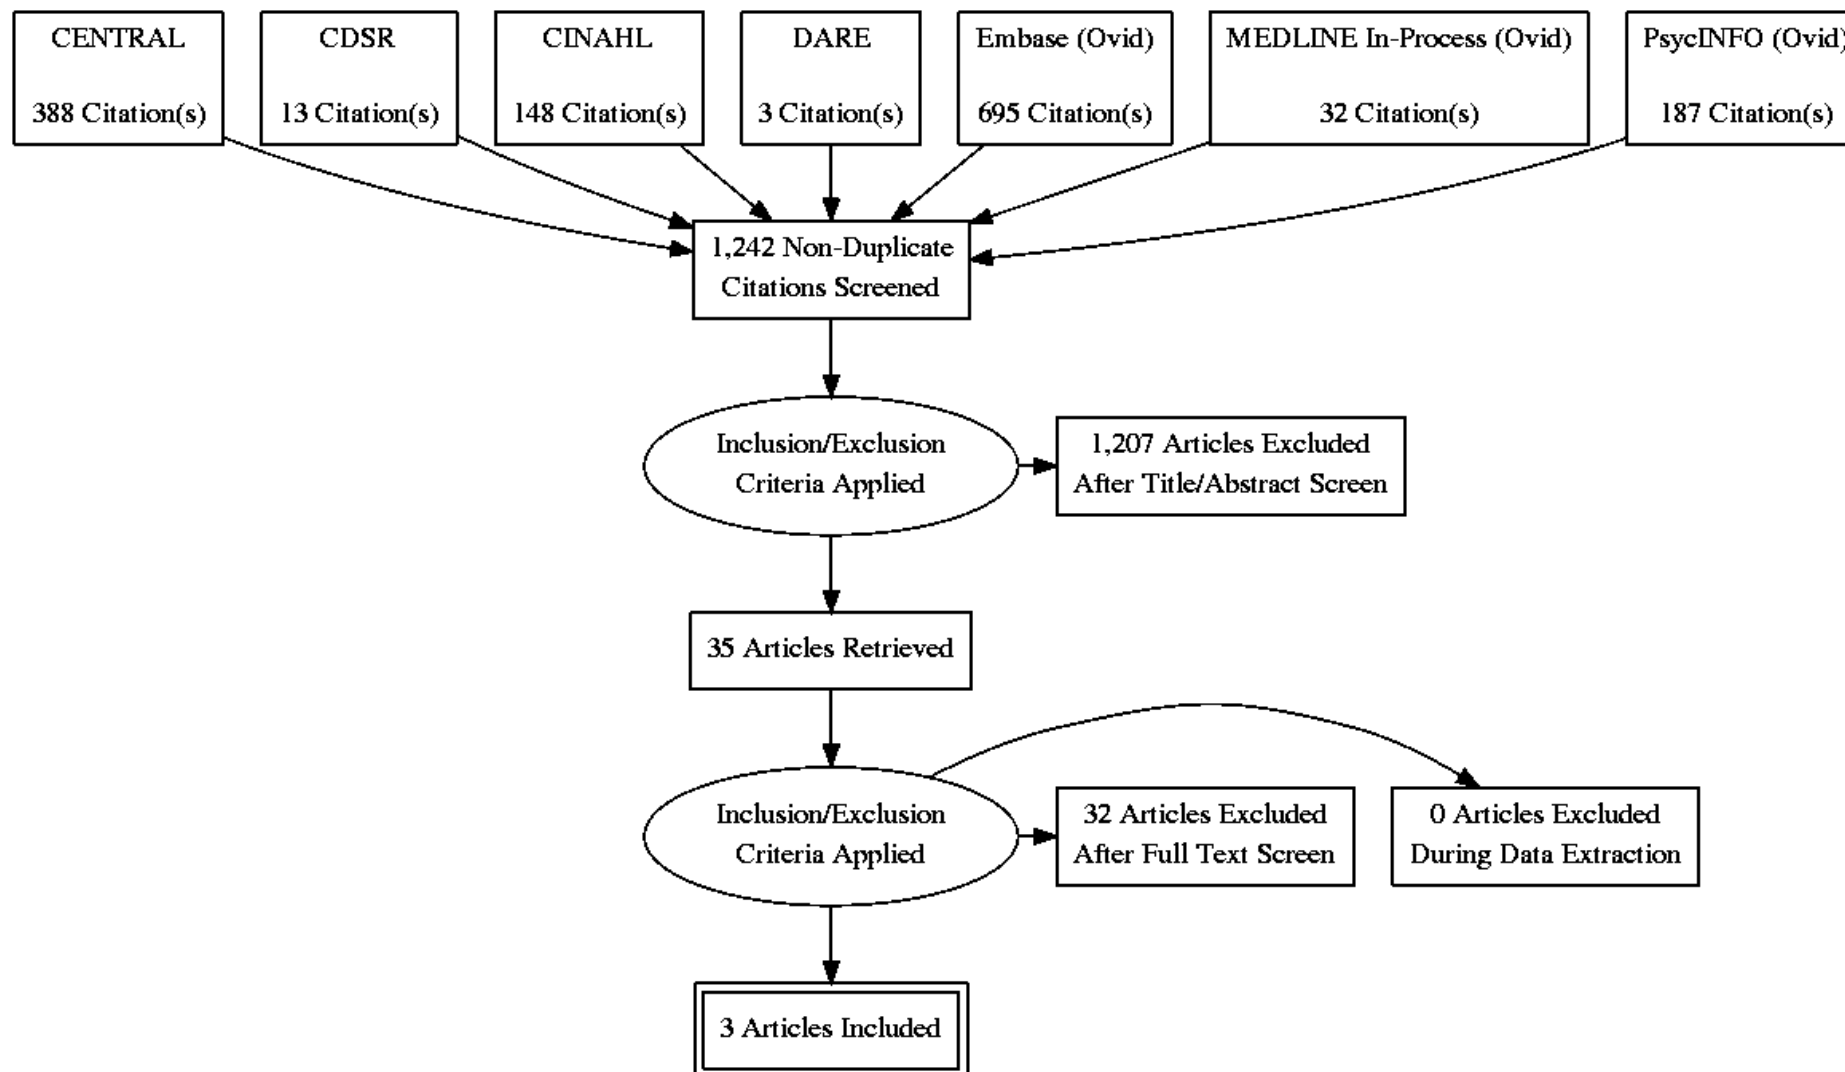 CENTRAL
388 Citation(s)
CDSR
13 Citation(s)
CINAHL
148 Citation(s)
DARE
3 Citation(s)
Embase (Ovid)
695 Citation(s)
MEDLINE In-Process (Ovid)
32 Citation(s)
PsycINFO (Ovid)
187 Citation(s)
1,242 Non-Duplicate
Citations Screened
Inclusion/Exclusion
Criteria Applied
1,207 Articles Excluded
After Title/Abstract Screen
35 Articles Retrieved
Inclusion/Exclusion
Criteria Applied
32 Articles Excluded
After Full Text Screen
0 Articles Excluded
During Data Extraction
3 Articles Included